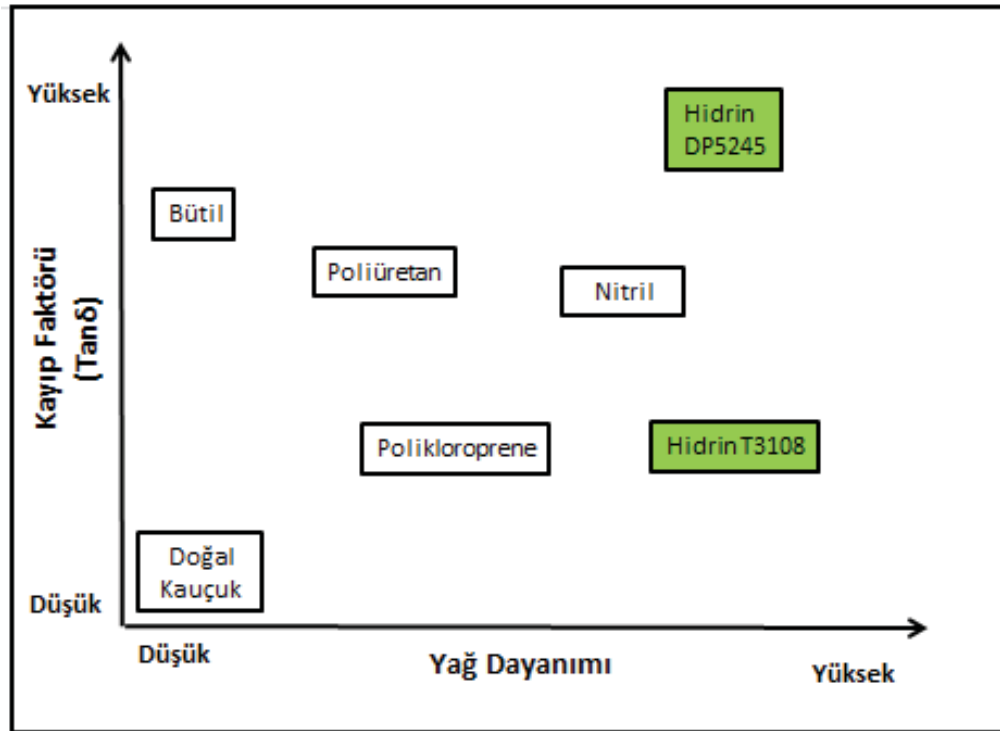 Yüksek
Hidrin
DP5245
Bütil
Poliüretan
Nitril
Kayıp Faktörü
(Tanδ)
Polikloroprene
Hidrin T3108
Doğal
Kauçuk
Düşük
Düşük
Yağ Dayanımı
Yüksek